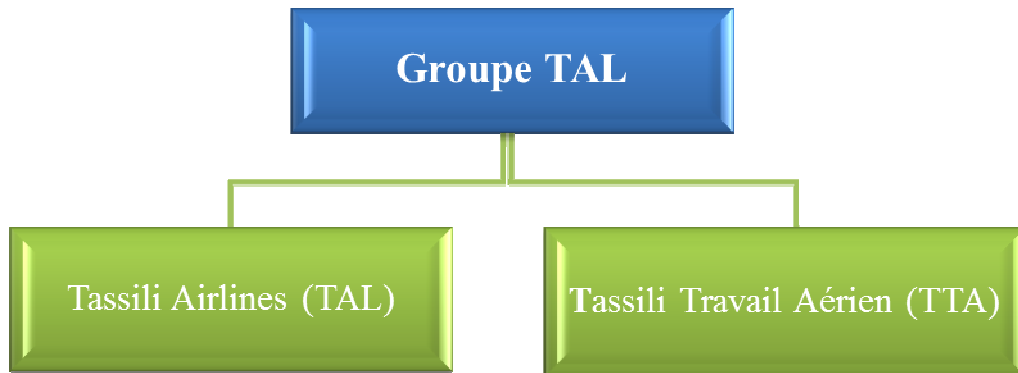 Groupe TAL
Tassili Airlines (TAL)
Tassili Travail Aérien (TTA)